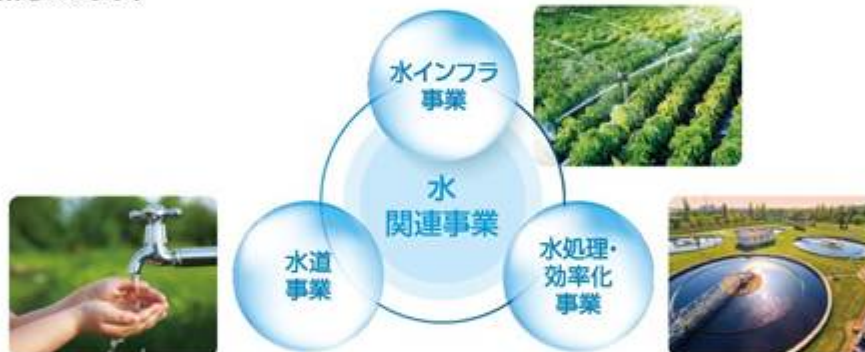 水インフラ
事業
水
関連事業
水道
事業
水処理・
効率化
事業